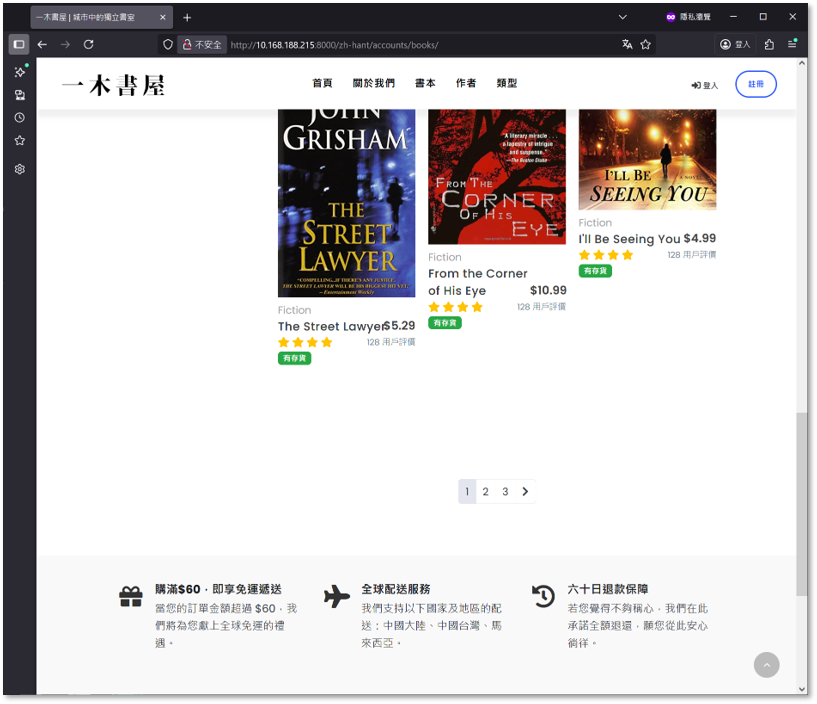 一木書屋 | 城市中的獨立書室
隱私瀏覽
不安全
http://10.168.188.215:8000/zh-hant/accounts/books/
登入
一木書屋
首頁 關於我們 書本 作者 類型
登入
註冊
JOHN
GRISHAM
THE
STREET
LAWYER
"COMPELLING...IF THERE'S ANY JUSTICE,
THE STREET LAWYER WILL BE HIS BIGGEST HIT YET."
—Entertainment Weekly
Fiction
The Street Lawyer
$5.29
128 用戶評價
有存貨
A literary miracle . . .
a tapestry of intrigue
and suspense."
—The Boston Globe
FROM THE
CORNER
OF HIS
EYE
Fiction
From the Corner
of His Eye
$10.99
128 用戶評價
有存貨
I'LL BE
A NOVEL
SEEING YOU
Fiction
I'll Be Seeing You
$4.99
128 用戶評價
有存貨
1 2 3
購滿$60，即享免運遞送
當您的訂單金額超過 $60，我
們將為您獻上全球免運的禮
遇。
全球配送服務
我們支持以下國家及地區的配
送：中國大陸、中國台灣、馬
來西亞。
六十日退款保障
若您覺得不夠稱心，我們在此
承諾全額退還，願您從此安心
徜徉。